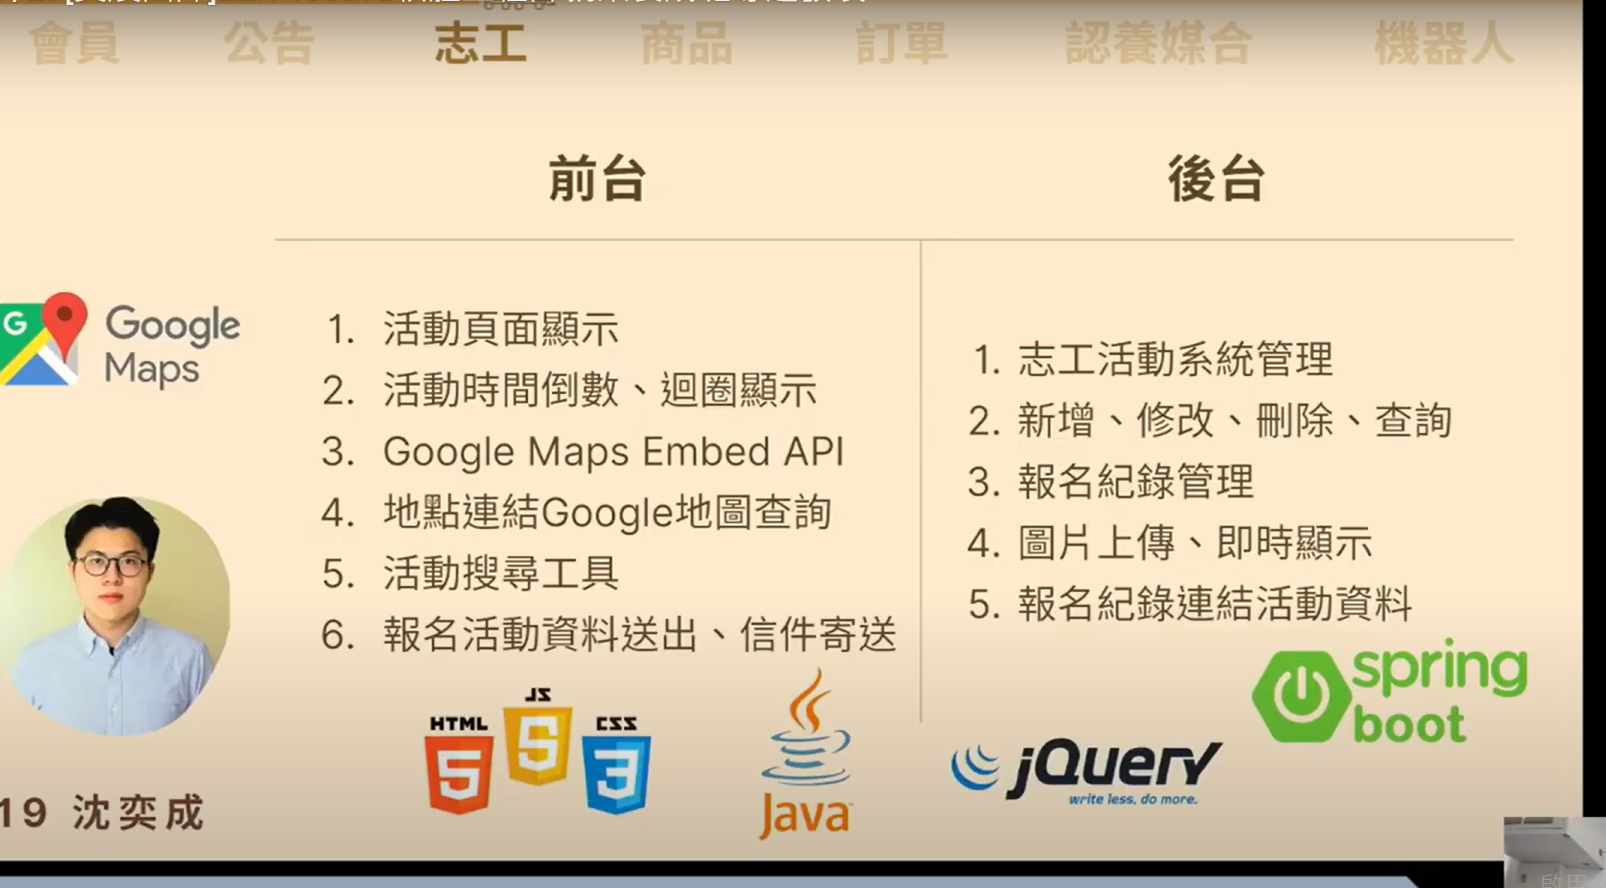 會員 公告 志工 商品 訂單 認養媒合 機器人
前台
後台
G
Google
Maps
1. 活動頁面顯示
2. 活動時間倒數、迴圈顯示
3. Google Maps Embed API
4. 地點連結Google地圖查詢
5. 活動搜尋工具
6. 報名活動資料送出、信件寄送
1. 志工活動系統管理
2. 新增、修改、刪除、查詢
3. 報名紀錄管理
4. 圖片上傳、即時顯示
5. 報名紀錄連結活動資料
19 沈奕成
HTML
5
JS
5
CSS
3
Java
jQuery
write less, do more.
spring
boot
啟用